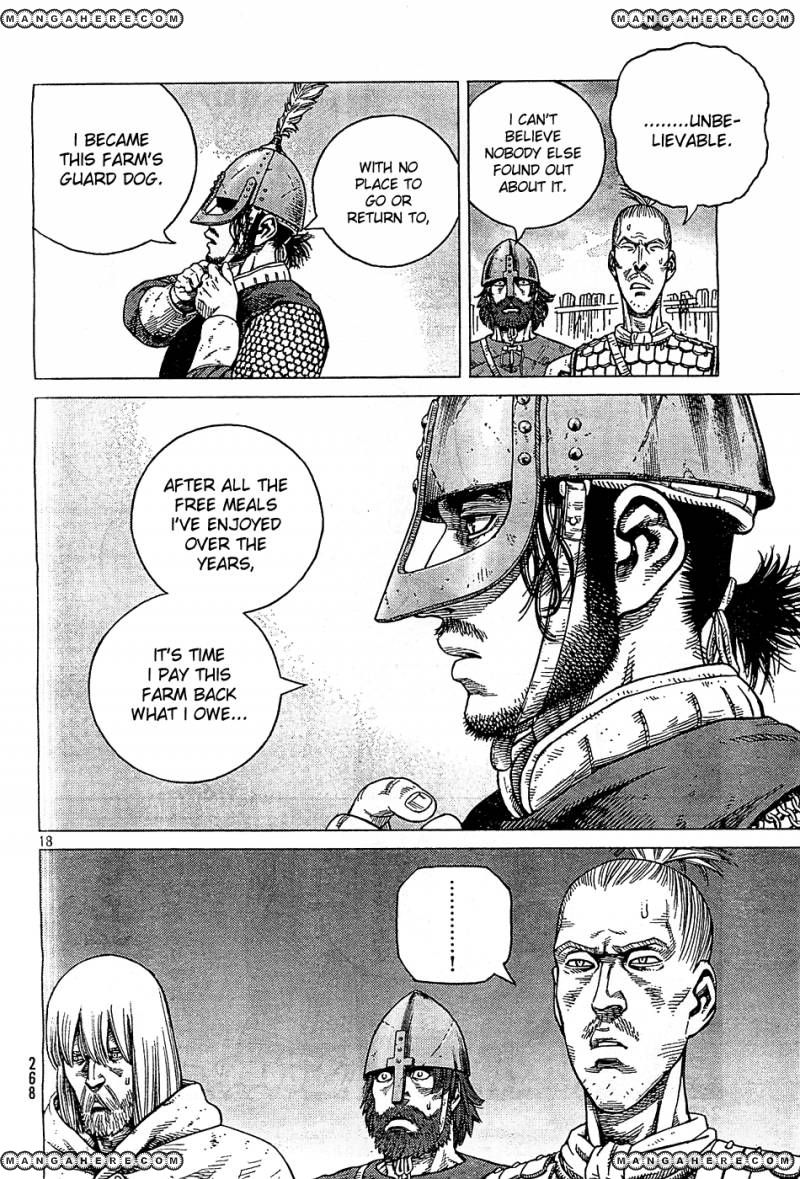 MANGAHERE.COM
MANGAHERE.COM
........UNBE-
LIEVABLE.
I CAN'T
BELIEVE
NOBODY ELSE
FOUND OUT
ABOUT IT.
WITH NO
PLACE TO
GO OR
RETURN TO,
I BECAME
THIS FARM'S
GUARD DOG.
AFTER ALL THE
FREE MEALS
I'VE ENJOYED
OVER THE
YEARS,
IT'S TIME
I PAY THIS
FARM BACK
WHAT I OWE...
18
.........!
268
MANGAHERE.COM
MANGAHERE.COM